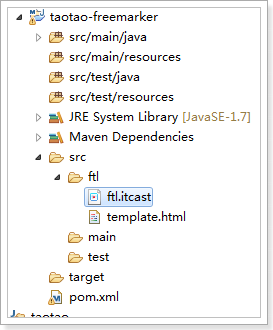 taotao-freemarker
src/main/java
src/main/resources
src/test/java
src/test/resources
JRE System Library [JavaSE-1.7]
Maven Dependencies
src
ftl
ftl.itcast
template.html
main
test
target
pom.xml
taotao